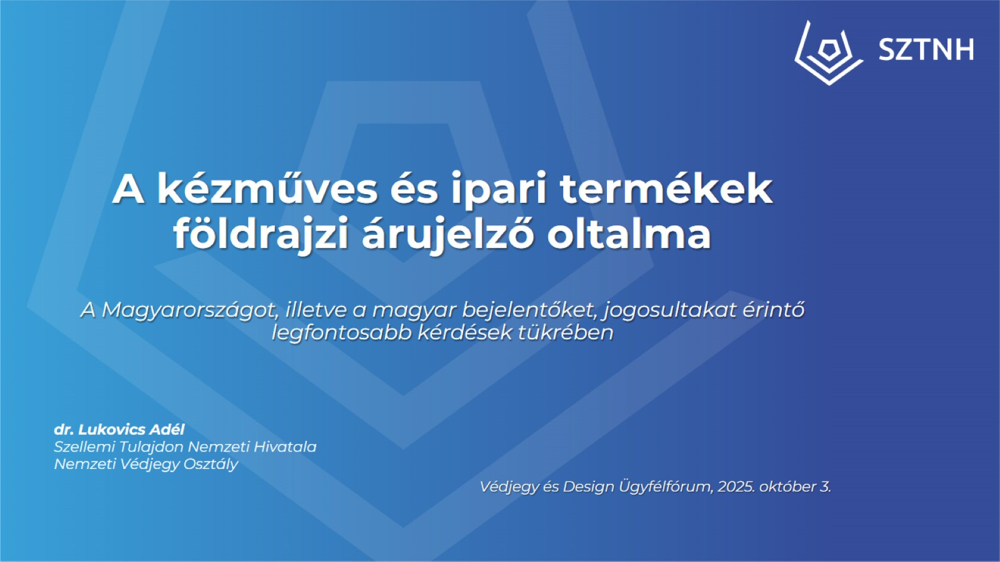 SZTNH
A kézműves és ipari termékek
földrajzi árujelző oltalma
A Magyarországot, illetve a magyar bejelentőket, jogosultakat érintő
legfontosabb kérdések tükrében
dr. Lukovics Adél
Szellemi Tulajdon Nemzeti Hivatala
Nemzeti Védjegy Osztály
Védjegy és Design Ügyfélfórum, 2025. október 3.